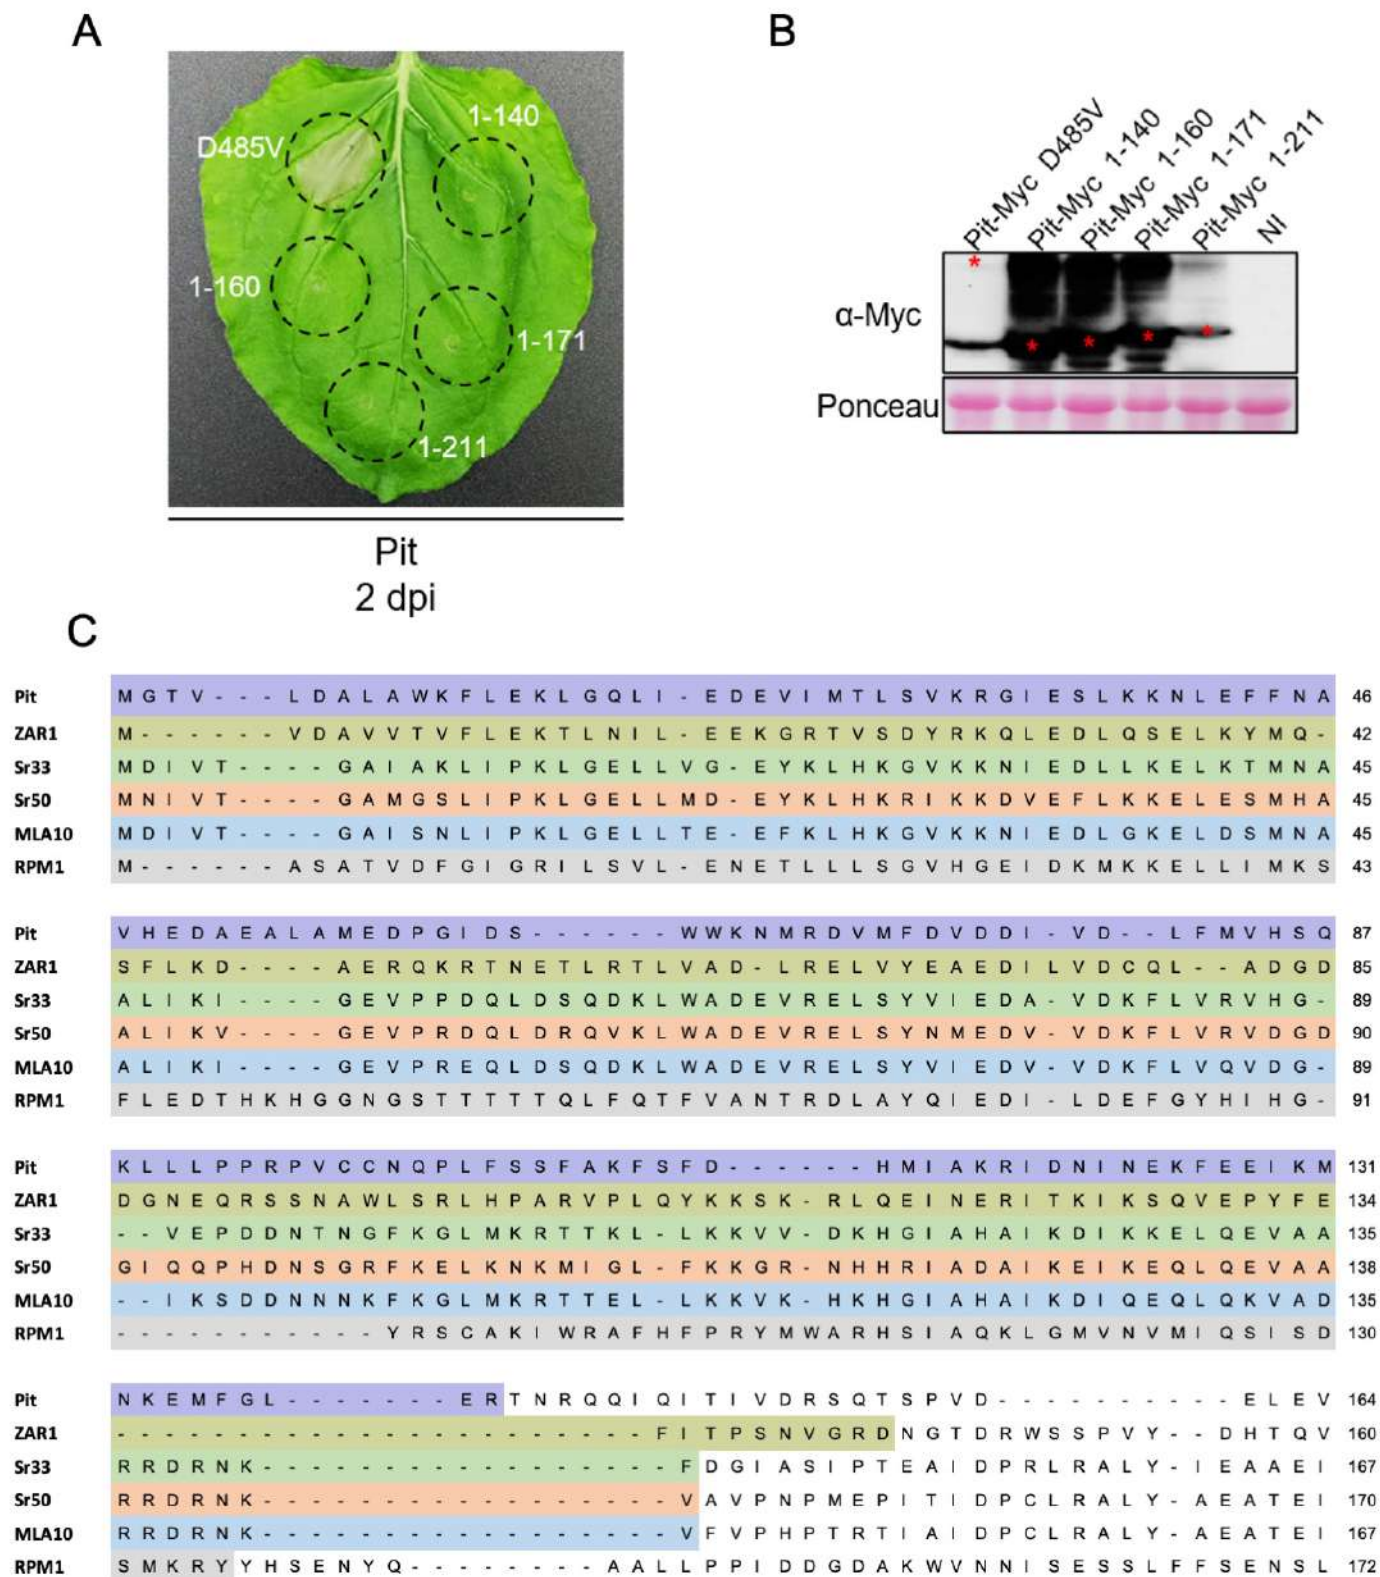 A
D485V
1-140
1-160
1-171
1-211
Pit
2 dpi
B
Pit-Myc D485V
Pit-Myc 1-140
Pit-Myc 1-160
Pit-Myc 1-171
Pit-Myc 1-211
NI
α-Myc
* * * * *
Ponceau
C
Pit M G T V - - - L D A L A W K F L E K L G Q L I - E D E V I M T L S V K R G I E S L K K N L E F F N A 46
ZAR1 M - - - - - - V D A V V T V F L E K T L N I L - E E K G R T V S D Y R K Q L E D L Q S E L K Y M Q - 42
Sr33 M D I V T - - - - G A I A K L I P K L G E L L V G - E Y K L H K G V K K N I E D L L K E L K T M N A 45
Sr50 M N I V T - - - - G A M G S L I P K L G E L L M D - E Y K L H K R I K K D V E F L K K E L E S M H A 45
MLA10 M D I V T - - - - G A I S N L I P K L G E L L T E - E F K L H K G V K K N I E D L G K E L D S M N A 45
RPM1 M - - - - - - A S A T V D F G I G R I L S V L - E N E T L L L S G V H G E I D K M K K E L L I M K S 43
Pit V H E D A E A L A M E D P G I D S - - - - - - W W K N M R D V M F D V D D I - V D - - L F M V H S Q 87
ZAR1 S F L K D - - - - A E R Q K R T N E T L R T L V A D - L R E L V Y E A E D I L V D C Q L - - A D G D 85
Sr33 A L I K I - - - - G E V P P D Q L D S Q D K L W A D E V R E L S Y V I E D A - V D K F L V R V H G - 89
Sr50 A L I K V - - - - G E V P R D Q L D R Q V K L W A D E V R E L S Y N M E D V - V D K F L V R V D G D 90
MLA10 A L I K I - - - - G E V P R E Q L D S Q D K L W A D E V R E L S Y V I E D V - V D K F L V Q V D G - 89
RPM1 F L E D T H K H G G N G S T T T T T Q L F Q T F V A N T R D L A Y Q I E D I - L D E F G Y H I H G - 91
Pit K L L L P P R P V C C N Q P L F S S F A K F S F D - - - - - - H M I A K R I D N I N E K F E E I K M 131
ZAR1 D G N E Q R S S N A W L S R L H P A R V P L Q Y K K S K - R L Q E I N E R I T K I K S Q V E P Y F E 134
Sr33 - - V E P D D N T N G F K G L M K R T T K L - L K K V V - D K H G I A H A I K D I K K E L Q E V A A 135
Sr50 G I Q Q P H D N S G R F K E L K N K M I G L - F K K G R - N H H R I A D A I K E I K E Q L Q E V A A 138
MLA10 - - I K S D D N N N K F K G L M K R T T E L - L K K V K - H K H G I A H A I K D I Q E Q L Q K V A D 135
RPM1 - - - - - - - - - - - Y R S C A K I W R A F H F P R Y M W A R H S I A Q K L G M V N V M I Q S I S D 130
Pit N K E M F G L - - - - - - - E R T N R Q Q I Q I T I V D R S Q T S P V D - - - - - - - - - - E L E V 164
ZAR1 - - - - - - - - - - - - - - - - - - - - - - F I T P S N V G R D N G T D R W S S P V Y - - D H T Q V 160
Sr33 R R D R N K - - - - - - - - - - - - - - - - - F D G I A S I P T E A I D P R L R A L Y - I E A A E I 167
Sr50 R R D R N K - - - - - - - - - - - - - - - - - V A V P N P M E P I T I D P C L R A L Y - A E A T E I 170
MLA10 R R D R N K - - - - - - - - - - - - - - - - - V F V P H P T R T I A I D P C L R A L Y - A E A T E I 167
RPM1 S M K R Y Y H S E N Y Q - - - - - - - - A A L L P P I D D G D A K W V N N I S E S S L F F S E N S L 172